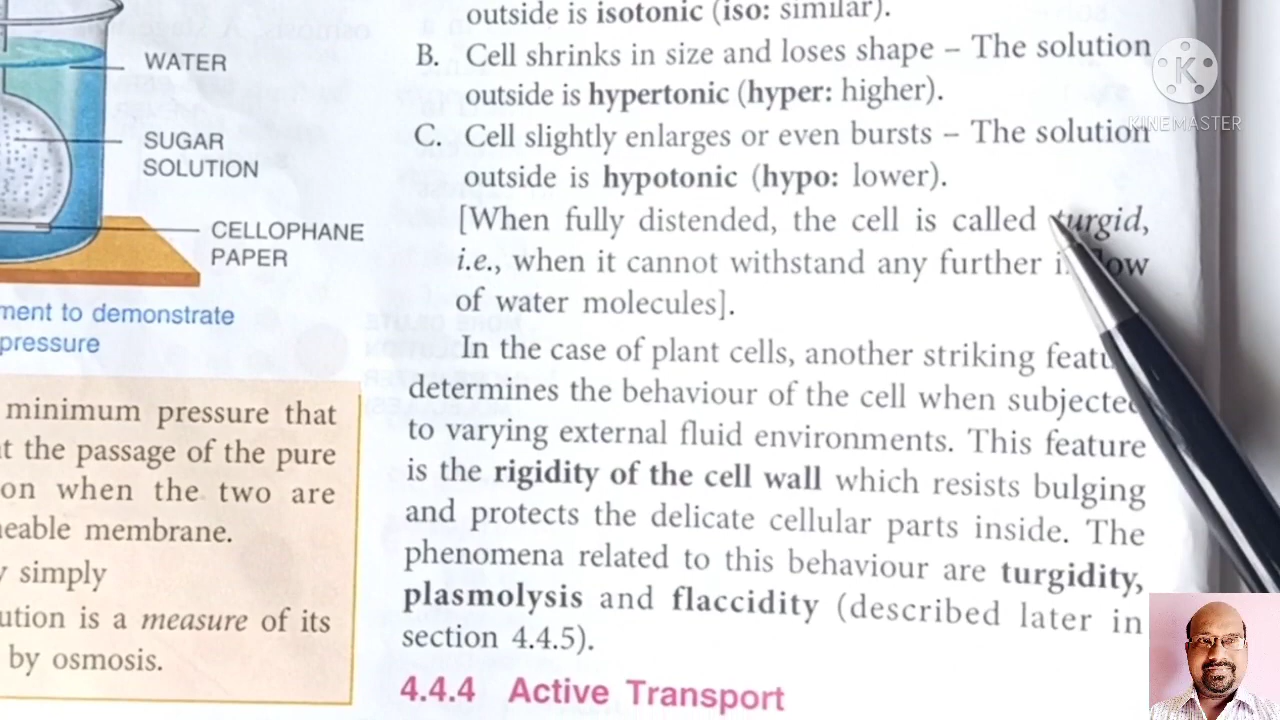 WATER
SUGAR
SOLUTION
CELLOPHANE
PAPER
ment to demonstrate
pressure
minimum pressure that
the passage of the pure
on when the two are
eable membrane.
simply
ution is a measure of its
by osmosis.
outside is isotonic (iso: similar).
B. Cell shrinks in size and loses shape – The solution
outside is hypertonic (hyper: higher).
C. Cell slightly enlarges or even bursts – The solution
outside is hypotonic (hypo: lower).
[When fully distended, the cell is called turgid,
i.e., when it cannot withstand any further
of water molecules].
In the case of plant cells, another striking
determines the behaviour of the cell when subjected
to varying external fluid environments. This feature
is the rigidity of the cell wall which resists bulging
and protects the delicate cellular parts inside. The
phenomena related to this behaviour are turgidity,
plasmolysis and flaccidity (described later in
section 4.4.5).
4.4.4 Active Transport
K
KINEMASTER